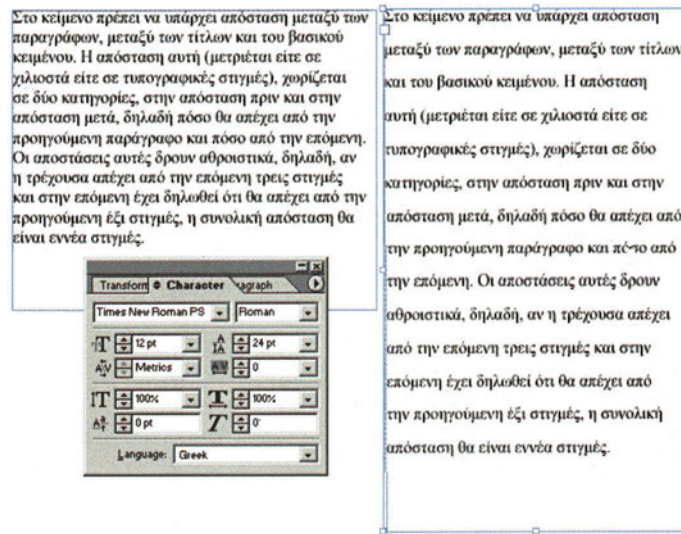 Στο κείμενο πρέπει να υπάρχει απόσταση μεταξύ των
παραγράφων, μεταξύ των τίτλων και του βασικού
κειμένου. Η απόσταση αυτή (μετριέται είτε σε
χιλιοστά είτε σε τυπογραφικές στιγμές), χωρίζεται
σε δύο κατηγορίες, στην απόσταση πριν και στην
απόσταση μετά, δηλαδή πόσο θα απέχει από την
προηγούμενη παράγραφο και πόσο από την επόμενη.
Οι αποστάσεις αυτές δρουν αθροιστικά, δηλαδή, αν
η τρέχουσα απέχει από την επόμενη τρεις στιγμές
και στην επόμενη έχει δηλωθεί ότι θα απέχει από την
προηγούμενη έξι στιγμές, η συνολική απόσταση θα
είναι εννέα στιγμές.
Transform Character agraph
Times New Roman PS Roman
12 pt 24 pt
Metrics 0
100% 100%
0 pt 0°
Language: Greek
Στο κείμενο πρέπει να υπάρχει απόσταση
μεταξύ των παραγράφων, μεταξύ των τίτλων
και του βασικού κειμένου. Η απόσταση
αυτή (μετριέται είτε σε χιλιοστά είτε σε
τυπογραφικές στιγμές), χωρίζεται σε δύο
κατηγορίες, στην απόσταση πριν και στην
απόσταση μετά, δηλαδή πόσο θα απέχει από
την προηγούμενη παράγραφο και πόσο από
την επόμενη. Οι αποστάσεις αυτές δρουν
αθροιστικά, δηλαδή, αν η τρέχουσα απέχει
από την επόμενη τρεις στιγμές και στην
επόμενη έχει δηλωθεί ότι θα απέχει από
την προηγούμενη έξι στιγμές, η συνολική
απόσταση θα είναι εννέα στιγμές.